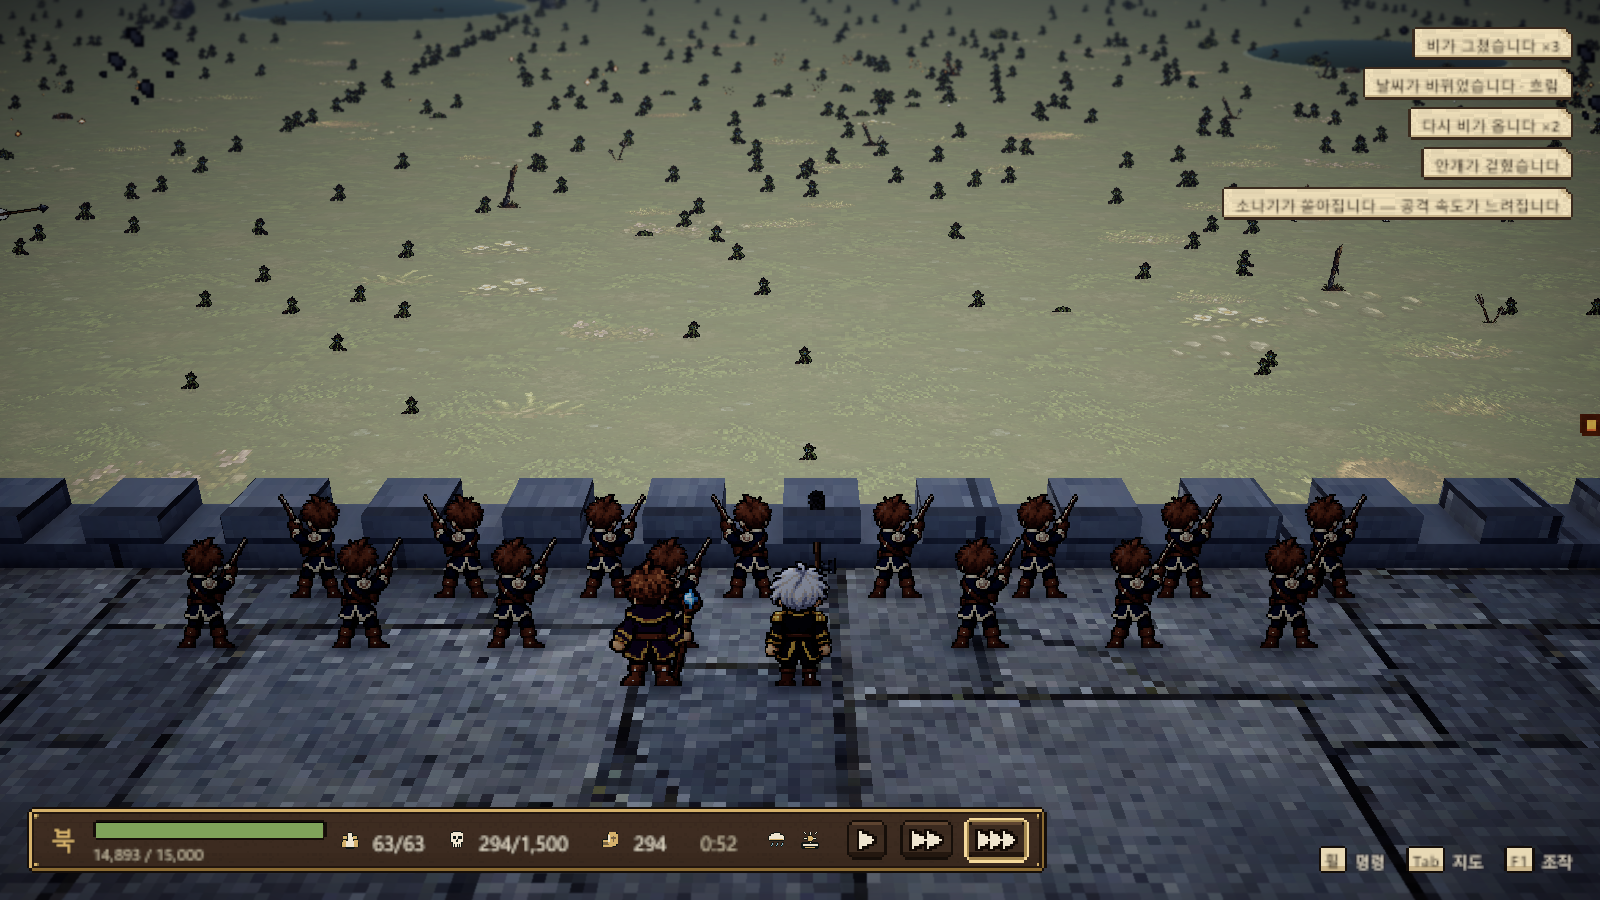 비가 그쳤습니다 ×3
날씨가 바뀌었습니다 · 흐림
다시 비가 옵니다 ×2
안개가 걷혔습니다
소나기가 쏟아집니다 — 공격 속도가 느려집니다
북
14,893 / 15,000
63/63
294/1,500
294
0:52
휠 명령
Tab 지도
F1 조작